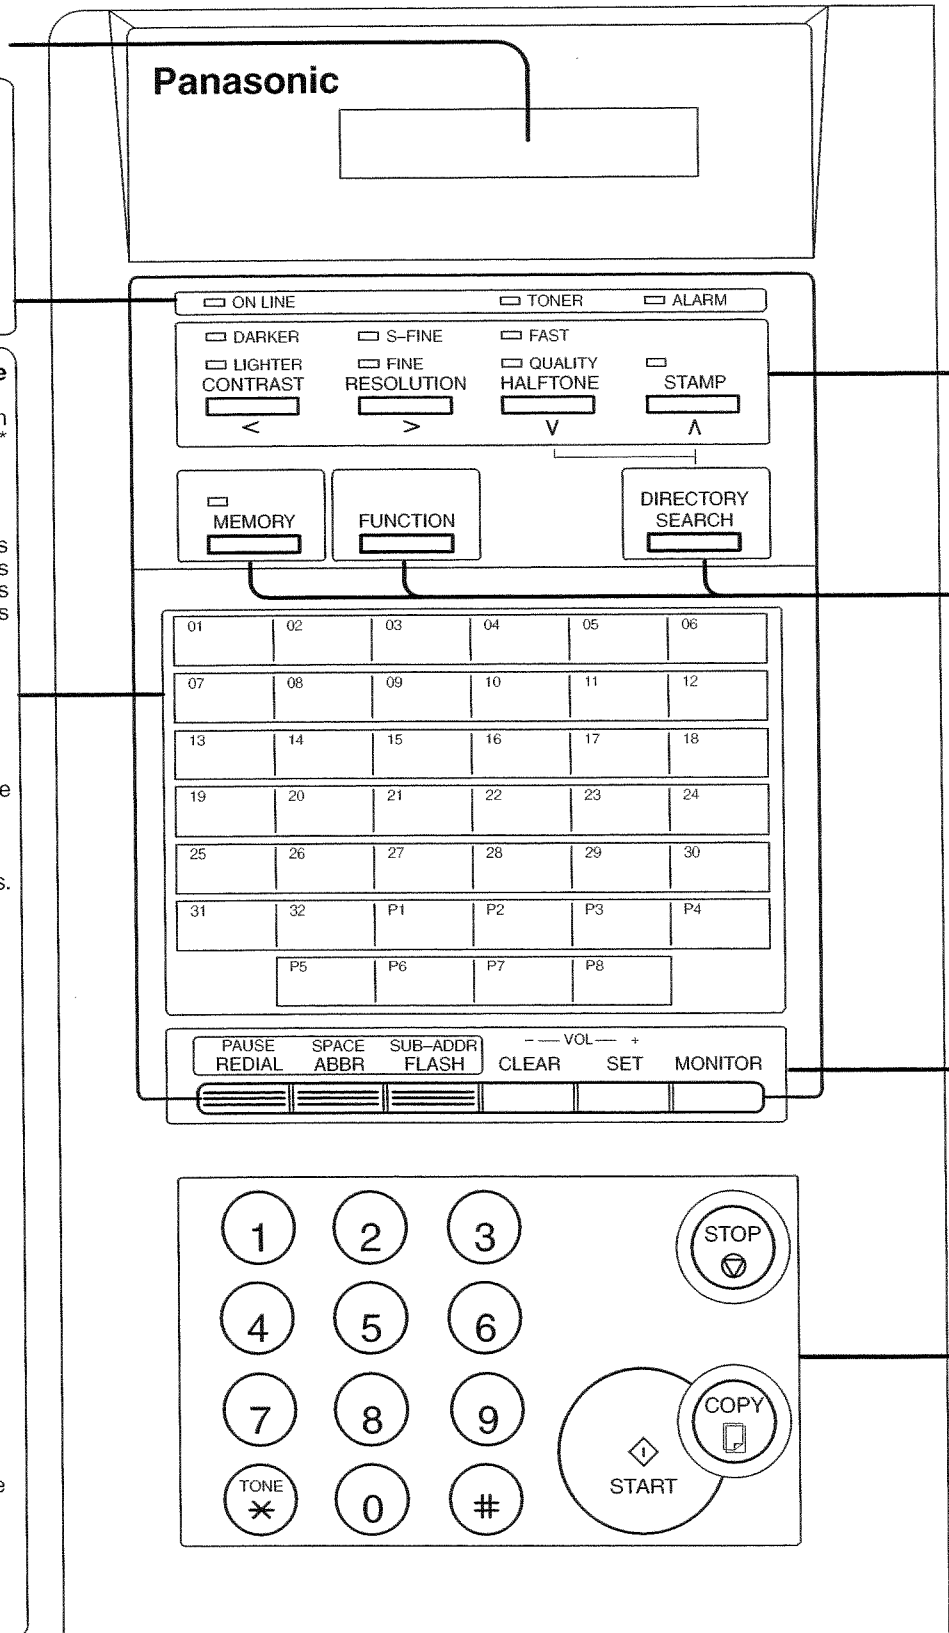 Panasonic
ON LINE TONER ALARM
DARKER S–FINE FAST
LIGHTER FINE QUALITY
CONTRAST RESOLUTION HALFTONE STAMP
< > V Λ
e
n
*
DIRECTORY
MEMORY FUNCTION SEARCH
s
s
s
s
01 02 03 04 05 06
07 08 09 10 11 12
13 14 15 16 17 18
e
19 20 21 22 23 24
25 26 27 28 29 30
s.
31 32 P1 P2 P3 P4
P5 P6 P7 P8
PAUSE SPACE SUB–ADDR – VOL +
REDIAL ABBR FLASH CLEAR SET MONITOR
1 2 3 STOP
4 5 6
7 8 9 COPY
START
TONE
* 0 #
e